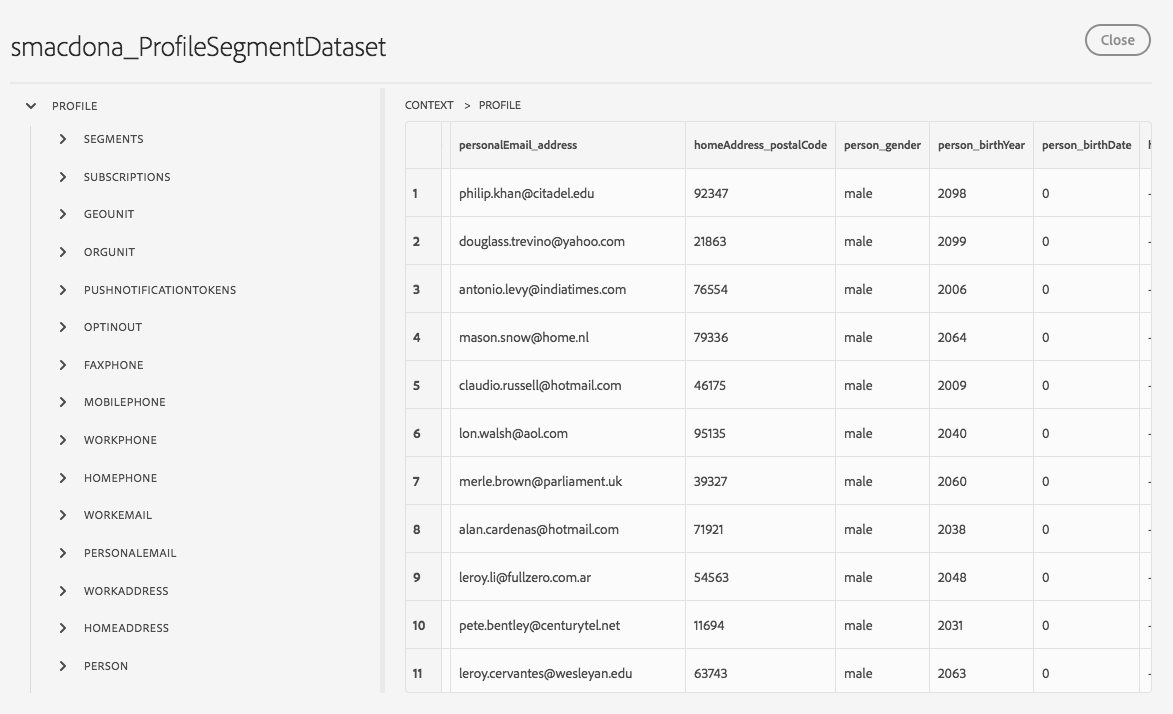 smacdona_ProfileSegmentDataset
Close
PROFILE
SEGMENTS
SUBSCRIPTIONS
GEOUNIT
ORGUNIT
PUSHNOTIFICATIONTOKENS
OPTINOUT
FAXPHONE
MOBILEPHONE
WORKPHONE
HOMEPHONE
WORKEMAIL
PERSONALEMAIL
WORKADDRESS
HOMEADDRESS
PERSON
CONTEXT > PROFILE
personalEmail_address homeAddress_postalCode person_gender person_birthYear person_birthDate
1 philip.khan@citadel.edu 92347 male 2098 0 -
2 douglass.trevino@yahoo.com 21863 male 2099 0 -
3 antonio.levy@indiatimes.com 76554 male 2006 0 -
4 mason.snow@home.nl 79336 male 2064 0 -
5 claudio.russell@hotmail.com 46175 male 2009 0 -
6 lon.walsh@aol.com 95135 male 2040 0 -
7 merle.brown@parliament.uk 39327 male 2060 0 -
8 alan.cardenas@hotmail.com 71921 male 2038 0 -
9 leroy.li@fullzero.com.ar 54563 male 2048 0 -
10 pete.bentley@centurytel.net 11694 male 2031 0 -
11 leroy.cervantes@wesleyan.edu 63743 male 2063 0 -